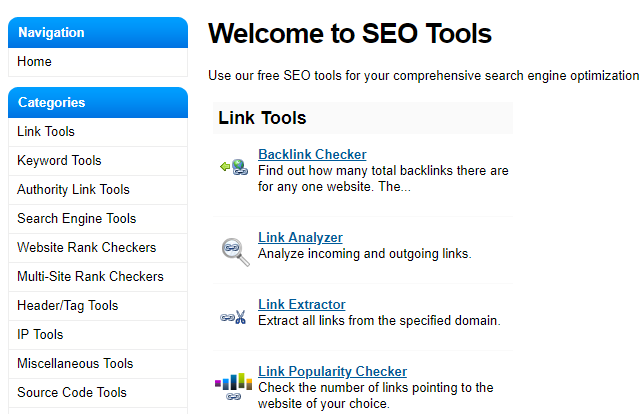 Navigation
Home
Categories
Link Tools
Keyword Tools
Authority Link Tools
Search Engine Tools
Website Rank Checkers
Multi-Site Rank Checkers
Header/Tag Tools
IP Tools
Miscellaneous Tools
Source Code Tools
Welcome to SEO Tools
Use our free SEO tools for your comprehensive search engine optimization
Link Tools
Backlink Checker
Find out how many total backlinks there are
for any one website. The...
Link Analyzer
Analyze incoming and outgoing links.
Link Extractor
Extract all links from the specified domain.
Link Popularity Checker
Check the number of links pointing to the
website of your choice.